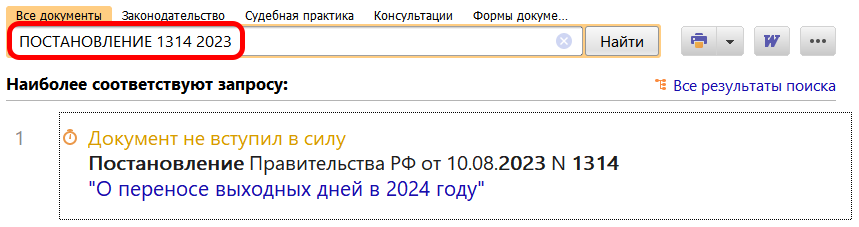 Все документы Законодательство Судебная практика Консультации Формы докуме...
ПОСТАНОВЛЕНИЕ 1314 2023 Найти W
Наиболее соответствуют запросу: Все результаты поиска
1 Документ не вступил в силу
Постановление Правительства РФ от 10.08.2023 N 1314
"О переносе выходных дней в 2024 году"